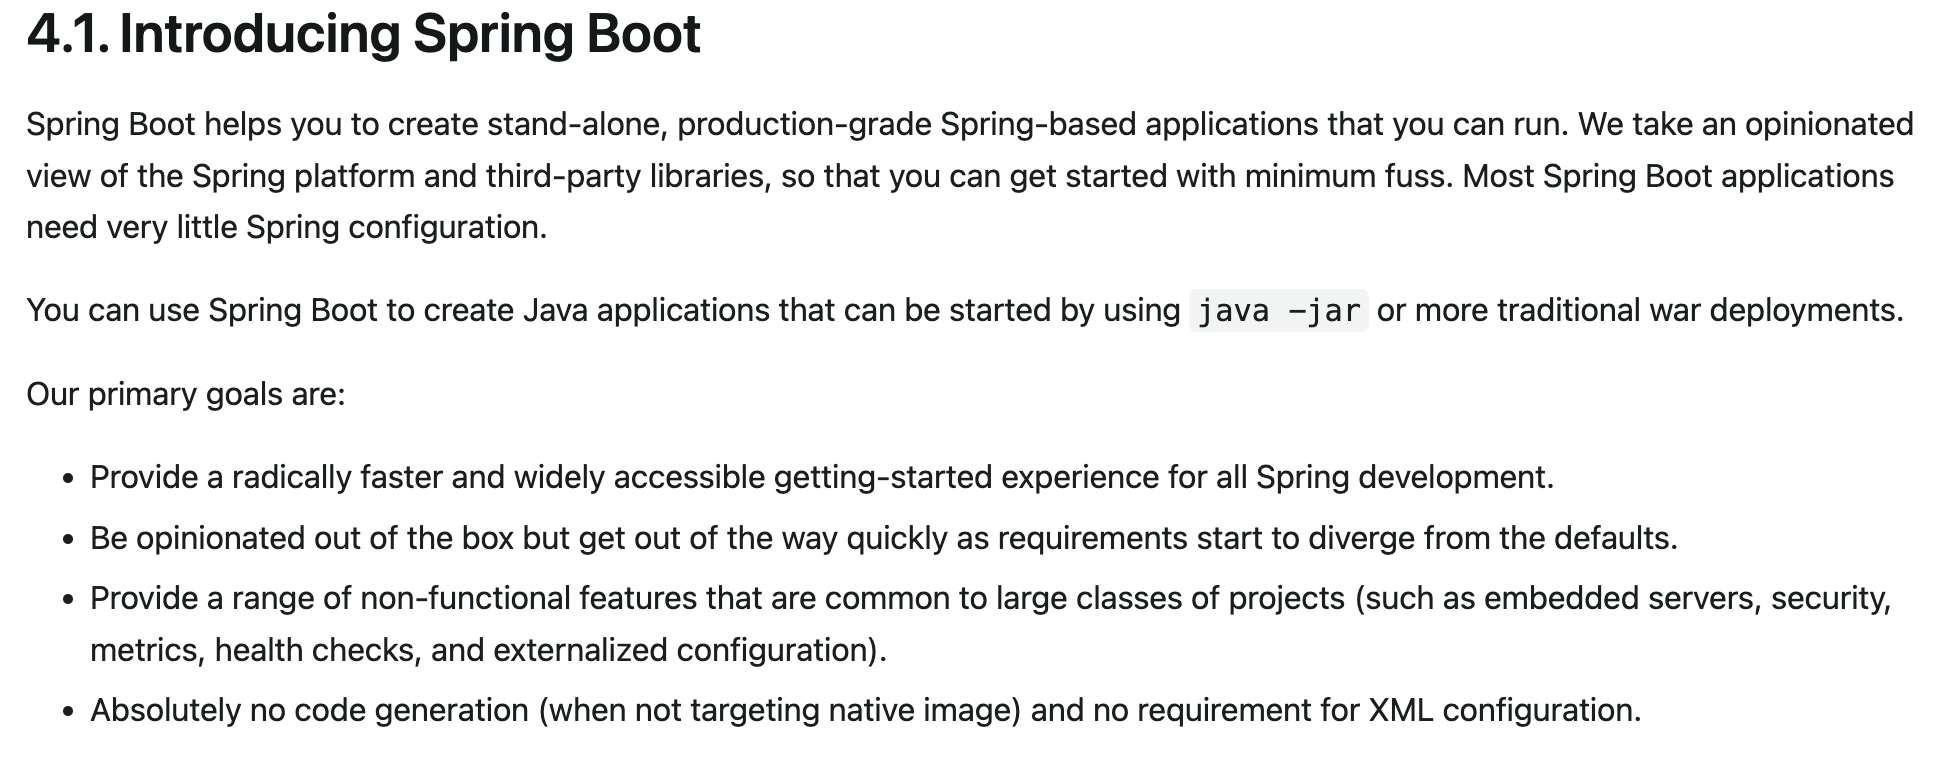 4.1. Introducing Spring Boot
Spring Boot helps you to create stand-alone, production-grade Spring-based applications that you can run. We take an opinionated
view of the Spring platform and third-party libraries, so that you can get started with minimum fuss. Most Spring Boot applications
need very little Spring configuration.
You can use Spring Boot to create Java applications that can be started by using java -jar or more traditional war deployments.
Our primary goals are:
• Provide a radically faster and widely accessible getting-started experience for all Spring development.
• Be opinionated out of the box but get out of the way quickly as requirements start to diverge from the defaults.
• Provide a range of non-functional features that are common to large classes of projects (such as embedded servers, security,
metrics, health checks, and externalized configuration).
• Absolutely no code generation (when not targeting native image) and no requirement for XML configuration.